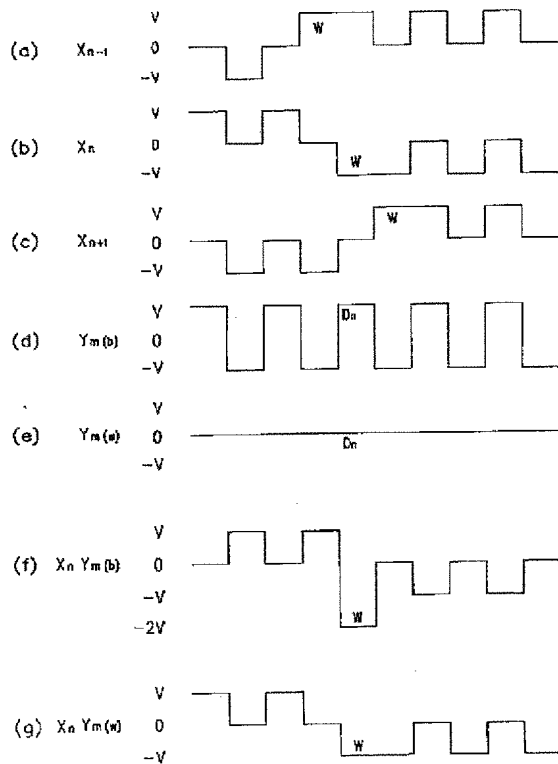 V
(a) Xn-1 0 W
-V
V
(b) Xn 0
-V W
V
(c) Xn+1 0 W
-V
V Dn
(d) Ym(b) 0
-V
V
(e) Ym(w) 0
-V Dn
V
(f) Xn Ym(b) 0
-V
-2V W
V
(g) Xn Ym(w) 0
-V W